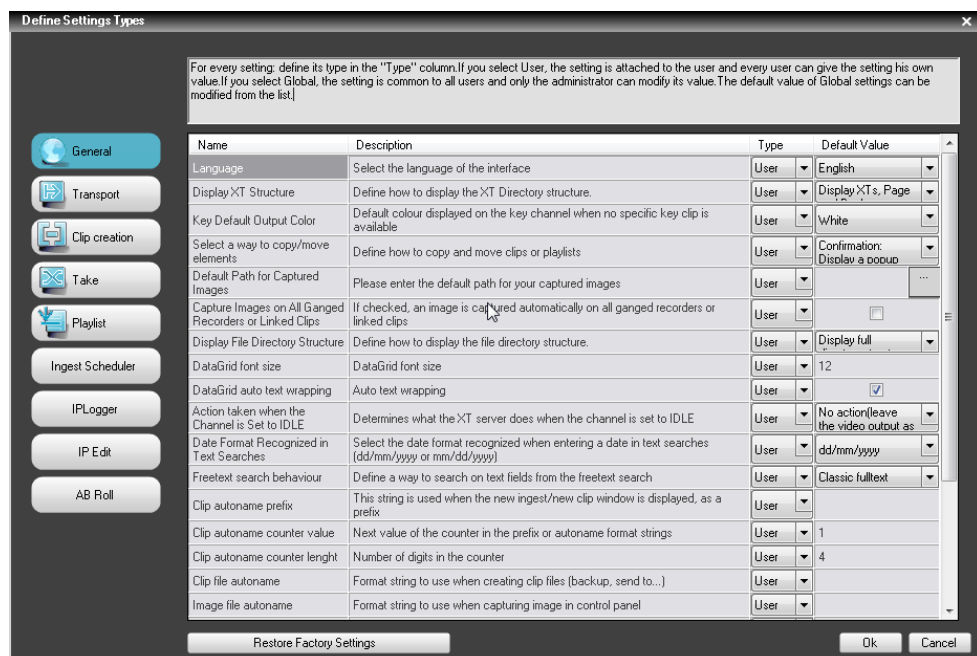 Define Settings Types
For every setting: define its type in the "Type" column.If you select User, the setting is attached to the user and every user can give the setting his own
value.If you select Global, the setting is common to all users and only the administrator can modify its value.The default value of Global settings can be
modified from the list.
General
Transport
Clip creation
Take
Playlist
Ingest Scheduler
IPLogger
IP Edit
AB Roll
Name Description Type Default Value
Language Select the language of the interface User English
Display XT Structure Define how to display the XT Directory structure. User Display XTs, Page
Key Default Output Color Default colour displayed on the key channel when no specific key clip is
available User White
Select a way to copy/move
elements Define how to copy and move clips or playlists User Confirmation:
Display a popup
Default Path for Captured
Images Please enter the default path for your captured images User ...
Capture Images on All Ganged
Recorders or Linked Clips If checked, an image is captured automatically on all ganged recorders or
linked clips User
Display File Directory Structure Define how to display the file directory structure. User Display full
DataGrid font size DataGrid font size User 12
DataGrid auto text wrapping Auto text wrapping User
Action taken when the
Channel is Set to IDLE Determines what the XT server does when the channel is set to IDLE User No action(leave
the video output as
Date Format Recognized in
Text Searches Select the date format recognized when entering a date in text searches
(dd/mm/yyyy or mm/dd/yyyy) User dd/mm/yyyy
Freetext search behaviour Define a way to search on text fields from the freetext search User Classic fulltext
Clip autoname prefix This string is used when the new ingest/new clip window is displayed, as a
prefix User
Clip autoname counter value Next value of the counter in the prefix or autoname format strings User 1
Clip autoname counter lenght Number of digits in the counter User 4
Clip file autoname Format string to use when creating clip files (backup, send to...) User
Image file autoname Format string to use when capturing image in control panel User
Restore Factory Settings Ok Cancel